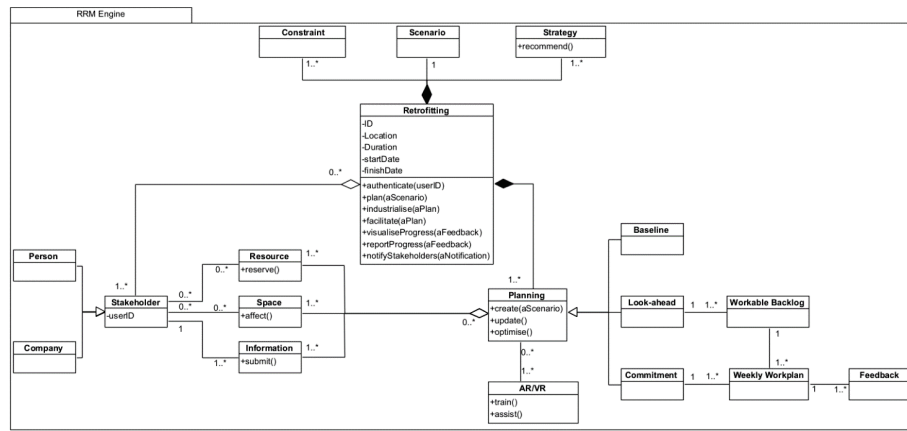 RRM Engine
Constraint
Scenario
Strategy
+recommend()
1..*
1
1..*
Retrofitting
-ID
-Location
-Duration
-startDate
-finishDate
+authenticate(userID)
+plan(aScenario)
+industrialise(aPlan)
+facilitate(aPlan)
+visualiseProgress(aFeedback)
+reportProgress(aFeedback)
+notifyStakeholders(aNotification)
0..*
1..*
1..*
Person
Company
Stakeholder
-userID
0..*
0..*
1
0..*
0..*
1..*
Resource
+reserve()
Space
+affect()
Information
+submit()
1..*
1..*
1..*
0..*
Planning
+create(aScenario)
+update()
+optimise()
0..*
1..*
AR/VR
+train()
+assist()
Baseline
Look-ahead
1
1..*
Workable Backlog
1
1..*
Commitment
1
1..*
Weekly Workplan
1
1..*
Feedback